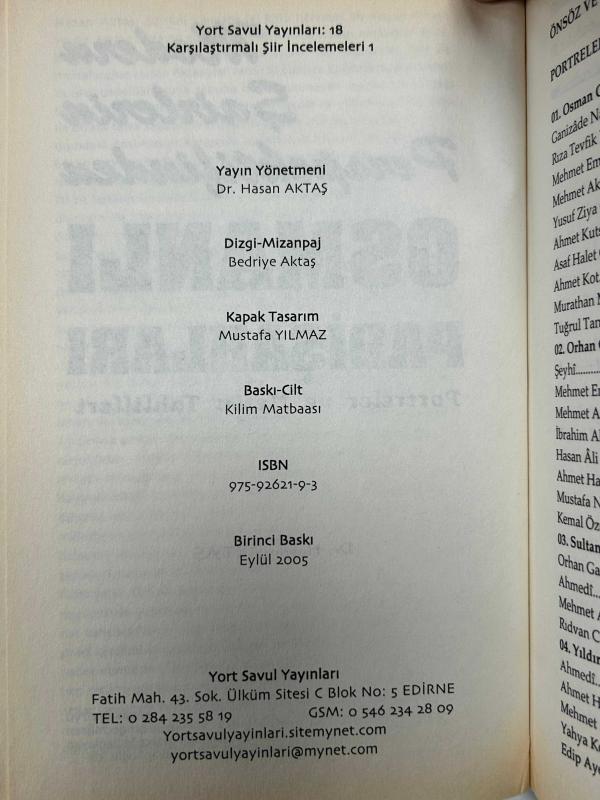 Yort Savul Yayınları: 18
Karşılaştırmalı Şiir İncelemeleri 1
Yayın Yönetmeni
Dr. Hasan AKTAŞ
Dizgi-Mizanpaj
Bedriye Aktaş
Kapak Tasarım
Mustafa YILMAZ
Baskı-Cilt
Kilim Matbaası
ISBN
975-92621-9-3
Birinci Baskı
Eylül 2005
Yort Savul Yayınları
Fatih Mah. 43. Sok. Ülküm Sitesi C Blok No: 5 EDİRNE
TEL: 0 284 235 58 19 GSM: 0 546 234 28 09
Yortsavulyayinlari.sitemynet.com
yortsavulyayinlari@mynet.com
ÖNSÖZ VE
PORTRELE
01. Osman
Ganizâde
Rıza Tevfik
Mehmet Em
Mehmet Ak
Yusuf Ziya
Ahmet Kuts
Asaf Halet
Ahmet Kot
Murathan
Tuğrul Tan
02. Orhan
Şeyhî
Mehmet Em
Mehmet A
İbrahim Al
Hasan Âli
Ahmet Ha
Mustafa N
Kemal Öz
03. Sultan
Orhan Ga
Ahmedî
Mehmet A
Rıdvan C
04. Yıldır
Ahmedî
Ahmet H
Mehmet
Yahya Ke
Edip Aye